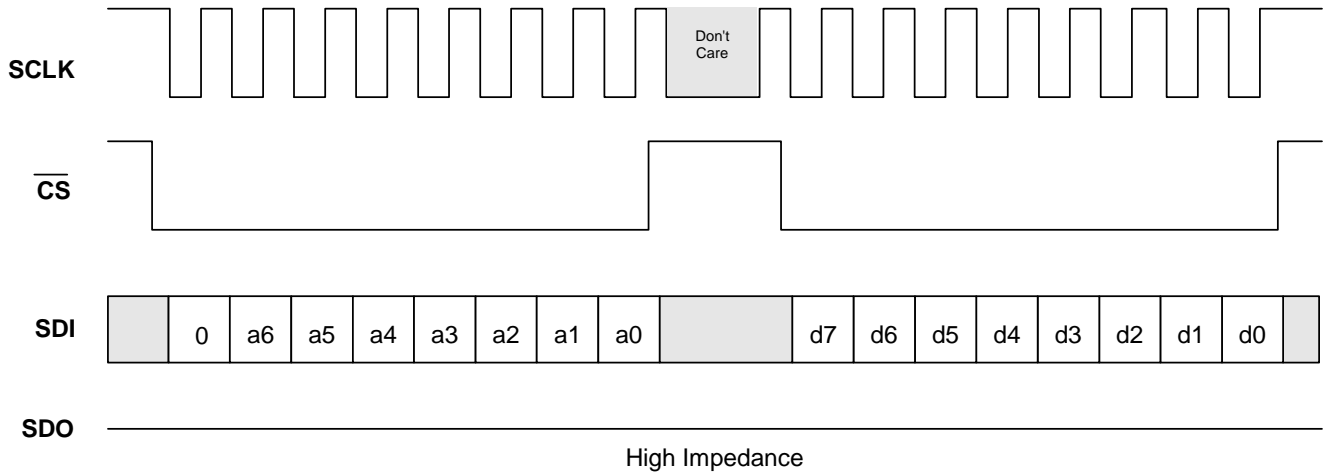 Don't
Care
SCLK
CS
SDI
0 a6 a5 a4 a3 a2 a1 a0 d7 d6 d5 d4 d3 d2 d1 d0
SDO
High Impedance